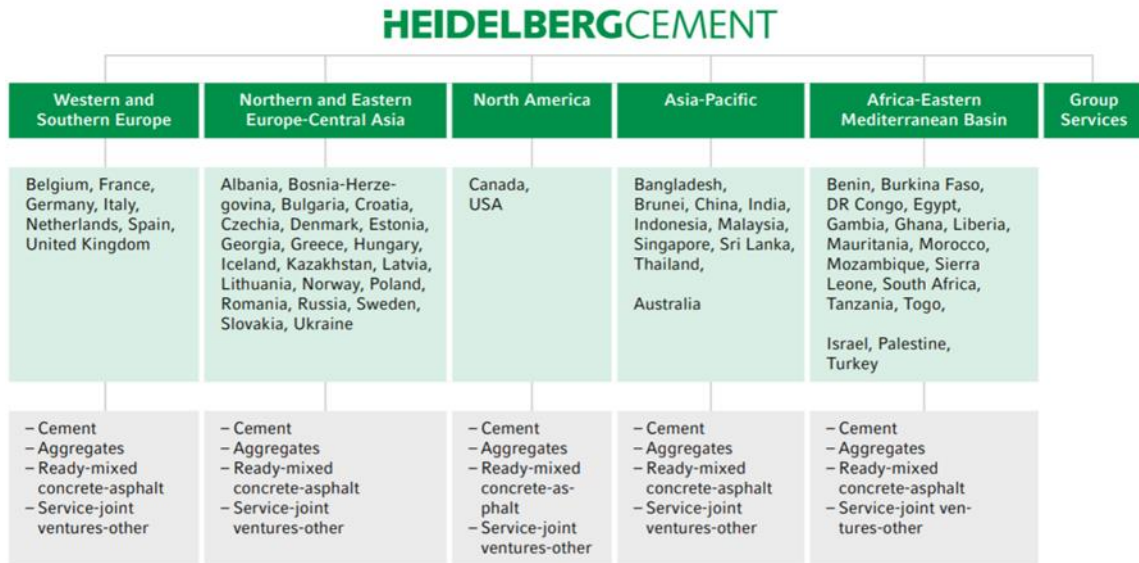 HEIDELBERGCEMENT
Western and
Southern Europe
Northern and Eastern
Europe-Central Asia
North America
Asia-Pacific
Africa-Eastern
Mediterranean Basin
Group
Services
Belgium, France,
Germany, Italy,
Netherlands, Spain,
United Kingdom
Albania, Bosnia-Herze-
govina, Bulgaria, Croatia,
Czechia, Denmark, Estonia,
Georgia, Greece, Hungary,
Iceland, Kazakhstan, Latvia,
Lithuania, Norway, Poland,
Romania, Russia, Sweden,
Slovakia, Ukraine
Canada,
USA
Bangladesh,
Brunei, China, India,
Indonesia, Malaysia,
Singapore, Sri Lanka,
Thailand,
Australia
Benin, Burkina Faso,
DR Congo, Egypt,
Gambia, Ghana, Liberia,
Mauritania, Morocco,
Mozambique, Sierra
Leone, South Africa,
Tanzania, Togo,
Israel, Palestine,
Turkey
– Cement
– Aggregates
– Ready-mixed
concrete-asphalt
– Service-joint
ventures-other
– Cement
– Aggregates
– Ready-mixed
concrete-asphalt
– Service-joint
ventures-other
– Cement
– Aggregates
– Ready-mixed
concrete-as-
phalt
– Service-joint
ventures-other
– Cement
– Aggregates
– Ready-mixed
concrete-asphalt
– Service-joint
ventures-other
– Cement
– Aggregates
– Ready-mixed
concrete-asphalt
– Service-joint ven-
tures-other